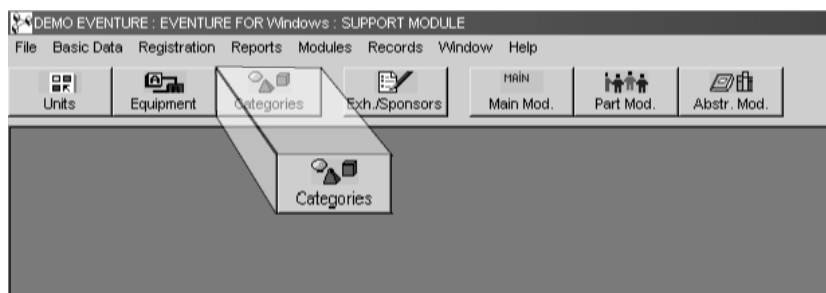 DEMO EVENTURE : EVENTURE FOR Windows : SUPPORT MODULE
File Basic Data Registration Reports Modules Records Window Help
MAIN
Units Equipment Categories Exh./Sponsors Main Mod. Part Mod. Abstr. Mod.
Categories